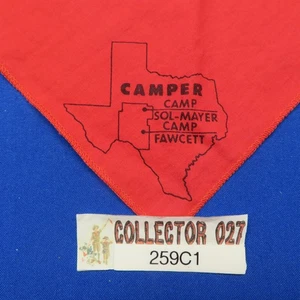 CAMPER
CAMP
SOL-MAYER
CAMP
FAWCETT
COLLECTOR 027
259C1